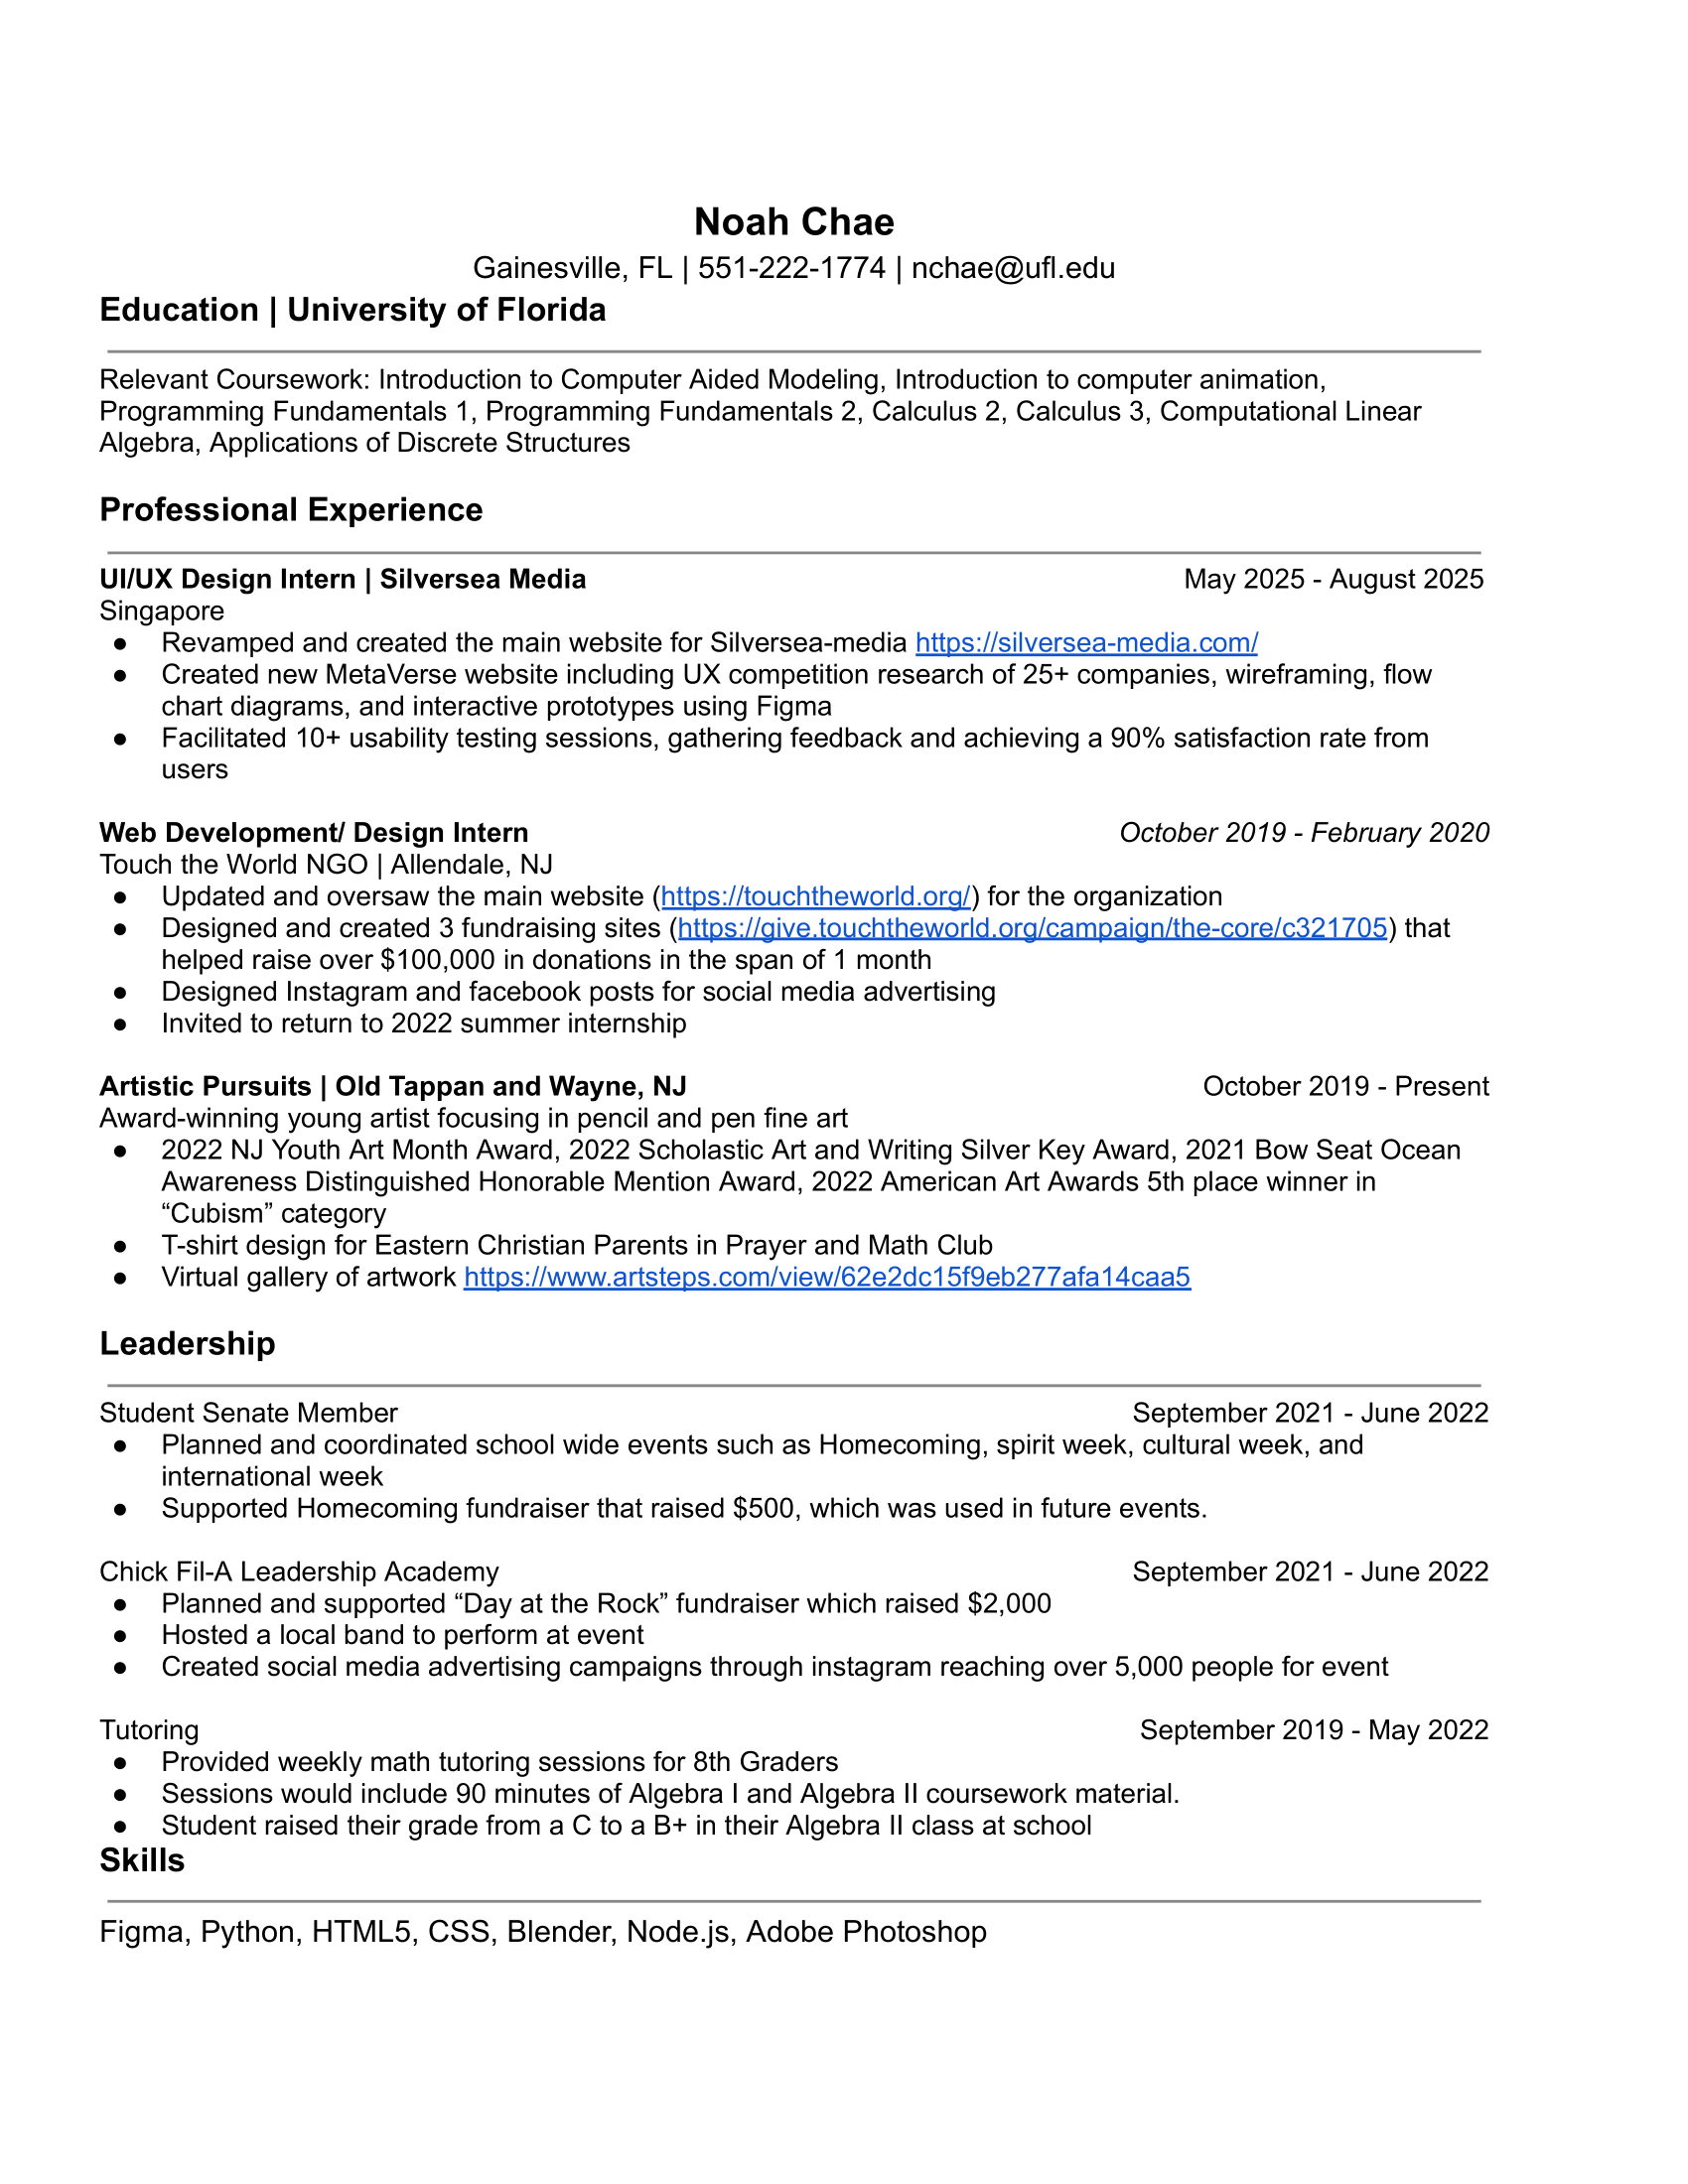 Noah Chae
Gainesville, FL | 551-222-1774 | nchae@ufl.edu
Education | University of Florida
Relevant Coursework: Introduction to Computer Aided Modeling, Introduction to computer animation,
Programming Fundamentals 1, Programming Fundamentals 2, Calculus 2, Calculus 3, Computational Linear
Algebra, Applications of Discrete Structures
Professional Experience
UI/UX Design Intern | Silversea Media May 2025 - August 2025
Singapore
● Revamped and created the main website for Silversea-media https://silversea-media.com/
● Created new MetaVerse website including UX competition research of 25+ companies, wireframing, flow
chart diagrams, and interactive prototypes using Figma
● Facilitated 10+ usability testing sessions, gathering feedback and achieving a 90% satisfaction rate from
users
Web Development/ Design Intern October 2019 - February 2020
Touch the World NGO | Allendale, NJ
● Updated and oversaw the main website (https://touchtheworld.org/) for the organization
● Designed and created 3 fundraising sites (https://give.touchtheworld.org/campaign/the-core/c321705) that
helped raise over $100,000 in donations in the span of 1 month
● Designed Instagram and facebook posts for social media advertising
● Invited to return to 2022 summer internship
Artistic Pursuits | Old Tappan and Wayne, NJ October 2019 - Present
Award-winning young artist focusing in pencil and pen fine art
● 2022 NJ Youth Art Month Award, 2022 Scholastic Art and Writing Silver Key Award, 2021 Bow Seat Ocean
Awareness Distinguished Honorable Mention Award, 2022 American Art Awards 5th place winner in
“Cubism” category
● T-shirt design for Eastern Christian Parents in Prayer and Math Club
● Virtual gallery of artwork https://www.artsteps.com/view/62e2dc15f9eb277afa14caa5
Leadership
Student Senate Member September 2021 - June 2022
● Planned and coordinated school wide events such as Homecoming, spirit week, cultural week, and
international week
● Supported Homecoming fundraiser that raised $500, which was used in future events.
Chick Fil-A Leadership Academy September 2021 - June 2022
● Planned and supported “Day at the Rock” fundraiser which raised $2,000
● Hosted a local band to perform at event
● Created social media advertising campaigns through instagram reaching over 5,000 people for event
Tutoring September 2019 - May 2022
● Provided weekly math tutoring sessions for 8th Graders
● Sessions would include 90 minutes of Algebra I and Algebra II coursework material.
● Student raised their grade from a C to a B+ in their Algebra II class at school
Skills
Figma, Python, HTML5, CSS, Blender, Node.js, Adobe Photoshop